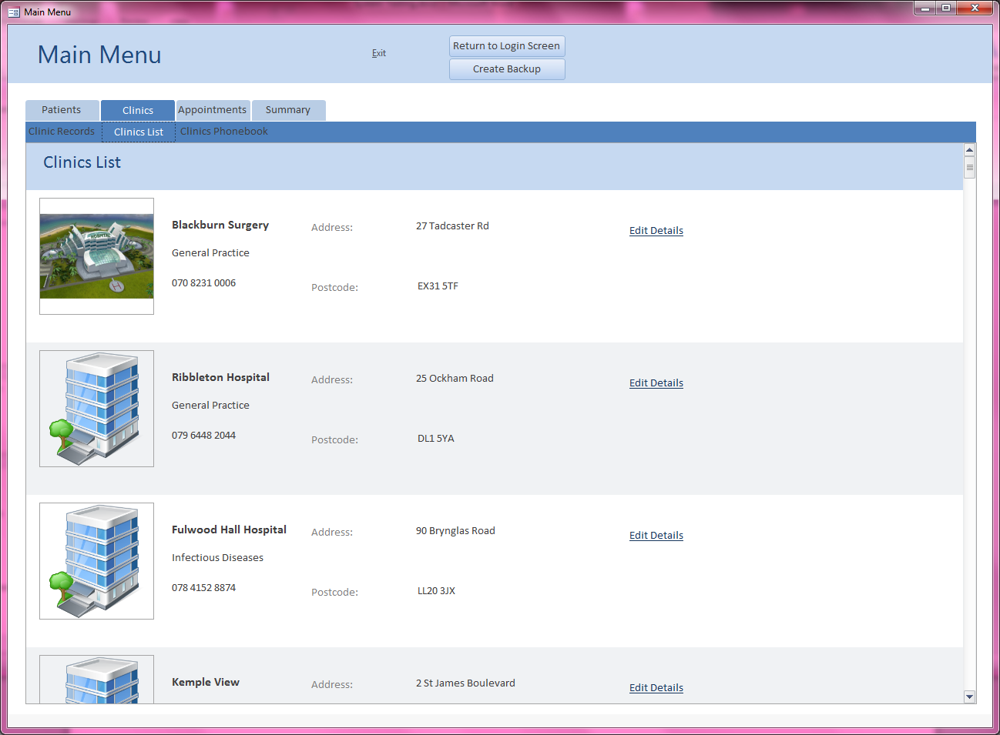 Main Menu
Main Menu
Exit
Return to Login Screen
Create Backup
Patients
Clinics
Appointments
Summary
Clinic Records
Clinics List
Clinics Phonebook
Clinics List
HOSPITAL
H
Blackburn Surgery
Address:
27 Tadcaster Rd
Edit Details
General Practice
070 8231 0006
Postcode:
EX31 5TF
Ribbleton Hospital
Address:
25 Ockham Road
Edit Details
General Practice
079 6448 2044
Postcode:
DL1 5YA
Fulwood Hall Hospital
Address:
90 Brynglas Road
Edit Details
Infectious Diseases
078 4152 8874
Postcode:
LL20 3JX
Kemple View
Address:
2 St James Boulevard
Edit Details